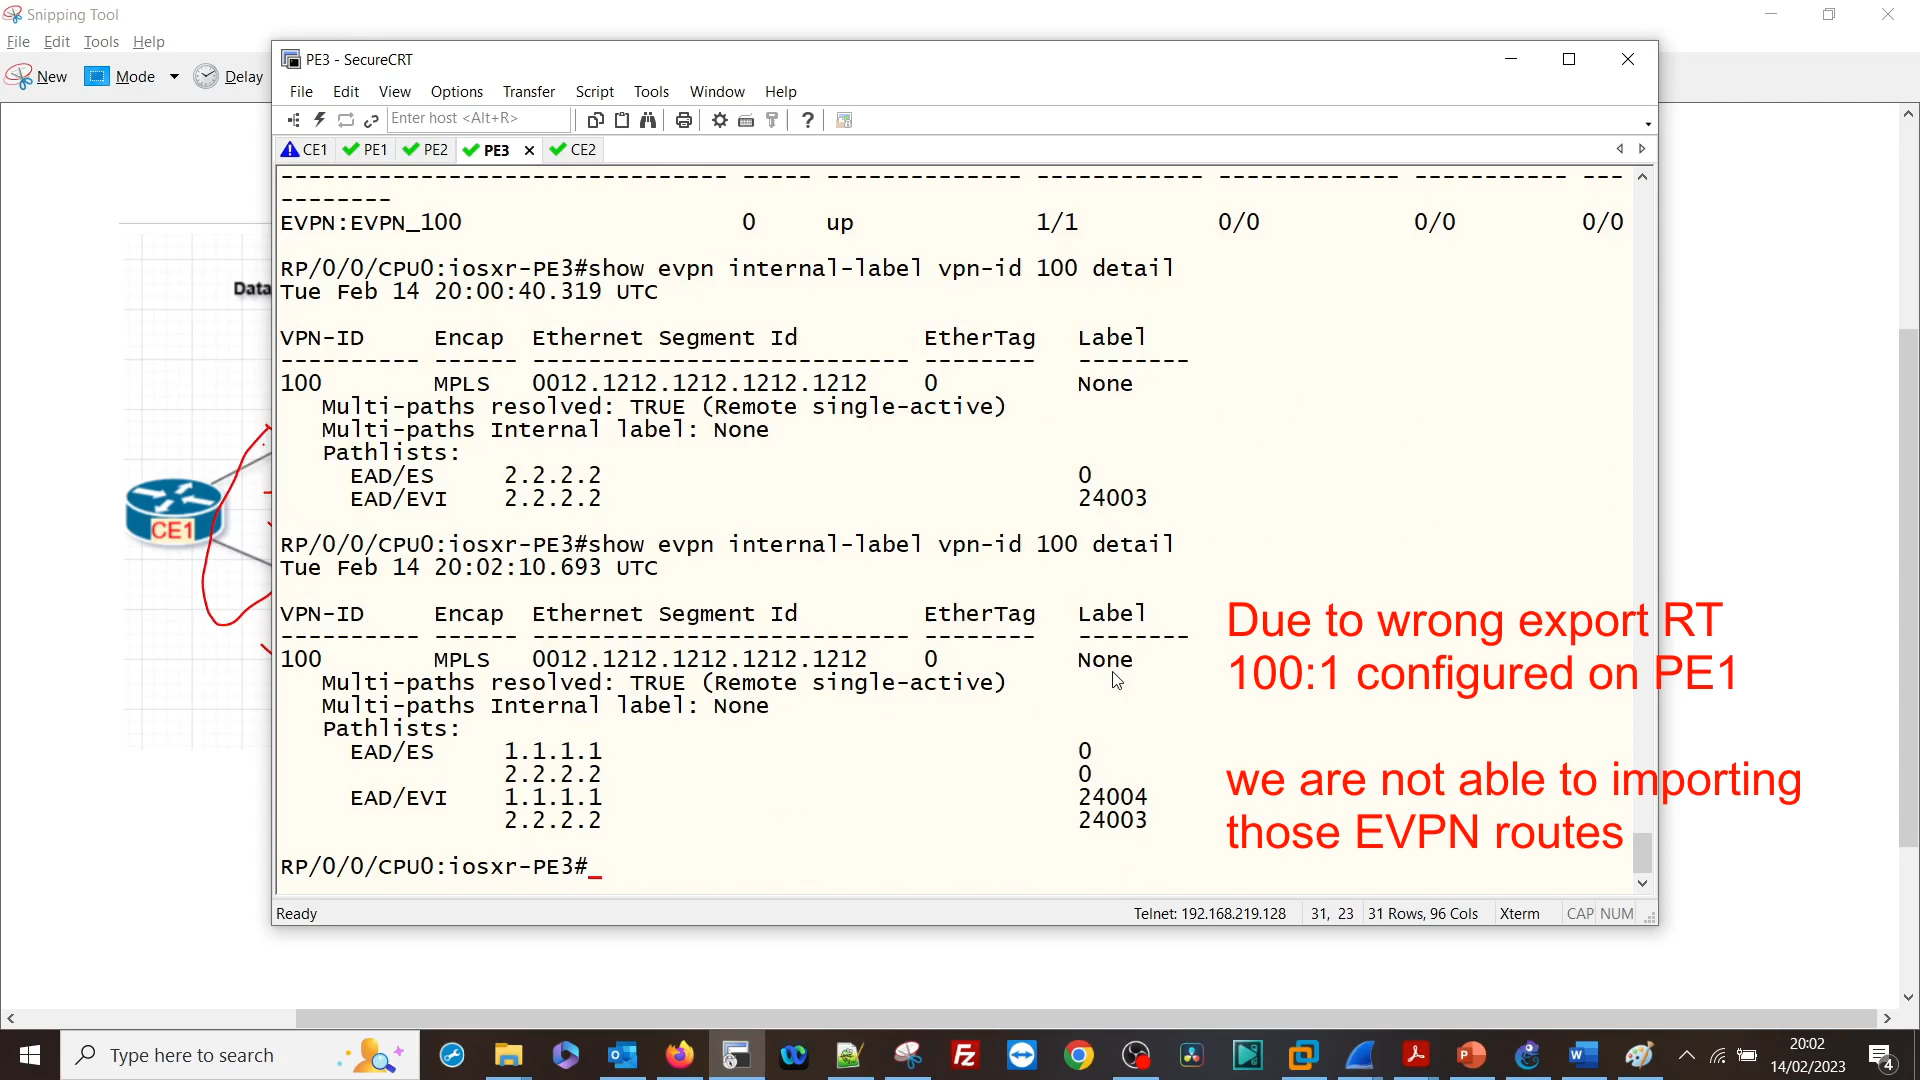 Snipping Tool
File Edit Tools Help
New Mode Delay
PE3 - SecureCRT
File Edit View Options Transfer Script Tools Window Help
Enter host <Alt+R>
CE1 PE1 PE2 PE3 CE2
-------------------------------- ----- -------------- ------------ ------------- ----------- ---
--------
EVPN:EVPN_100 0 up 1/1 0/0 0/0 0/0
RP/0/0/CPU0:iosxr-PE3#show evpn internal-label vpn-id 100 detail
Tue Feb 14 20:00:40.319 UTC
VPN-ID Encap Ethernet Segment Id EtherTag Label
---------- ------ --------------------------- -------- --------
100 MPLS 0012.1212.1212.1212.1212 0 None
Multi-paths resolved: TRUE (Remote single-active)
Multi-paths Internal label: None
Pathlists:
EAD/ES 2.2.2.2 0
EAD/EVI 2.2.2.2 24003
RP/0/0/CPU0:iosxr-PE3#show evpn internal-label vpn-id 100 detail
Tue Feb 14 20:02:10.693 UTC
VPN-ID Encap Ethernet Segment Id EtherTag Label
---------- ------ --------------------------- -------- --------
100 MPLS 0012.1212.1212.1212.1212 0 None
Multi-paths resolved: TRUE (Remote single-active)
Multi-paths Internal label: None
Pathlists:
EAD/ES 1.1.1.1 0
2.2.2.2 0
EAD/EVI 1.1.1.1 24004
2.2.2.2 24003
RP/0/0/CPU0:iosxr-PE3#_
Data
CE1
Due to wrong export RT
100:1 configured on PE1
we are not able to importing
those EVPN routes
Ready Telnet: 192.168.219.128 31, 23 31 Rows, 96 Cols Xterm CAP NUM
Type here to search
20:02
14/02/2023
4